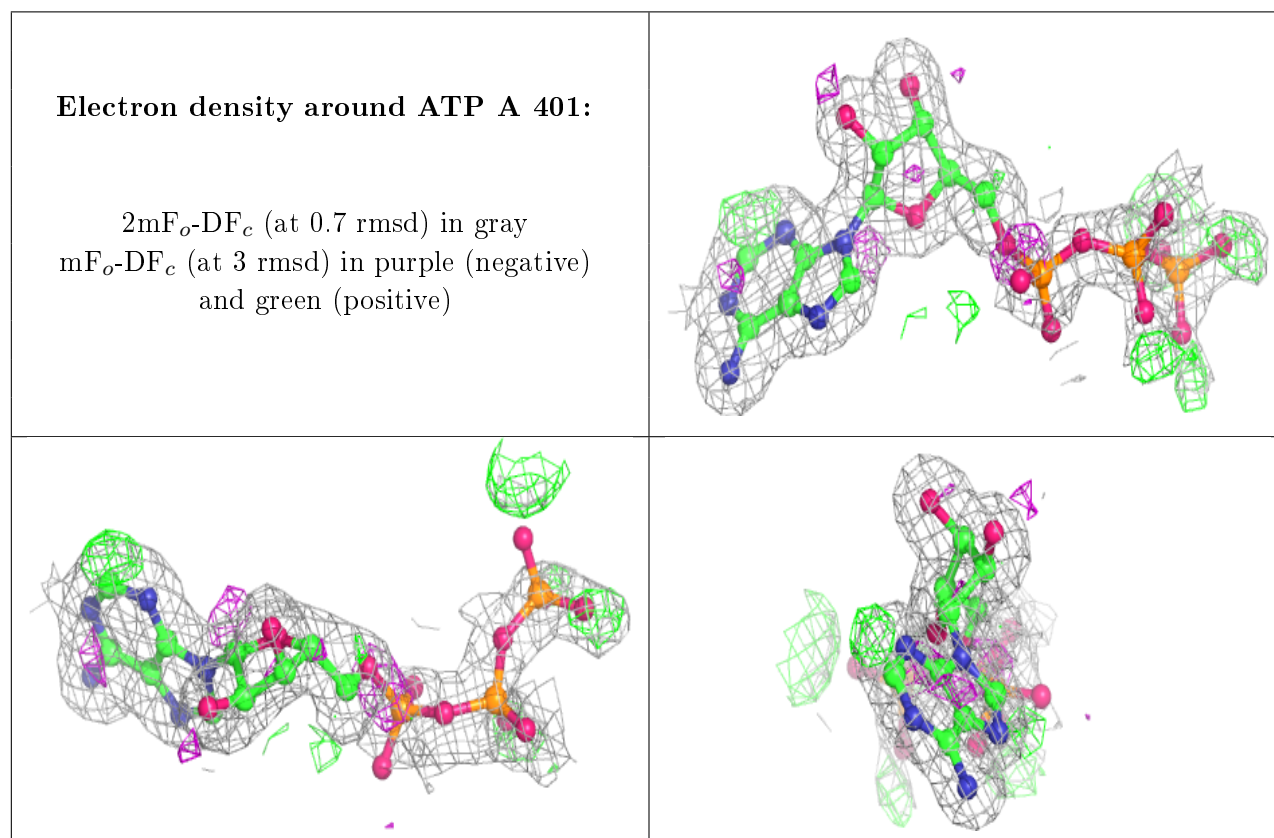 Electron density around ATP A 401:
2mFₒ-DF𝒸 (at 0.7 rmsd) in gray
mFₒ-DF𝒸 (at 3 rmsd) in purple (negative)
and green (positive)